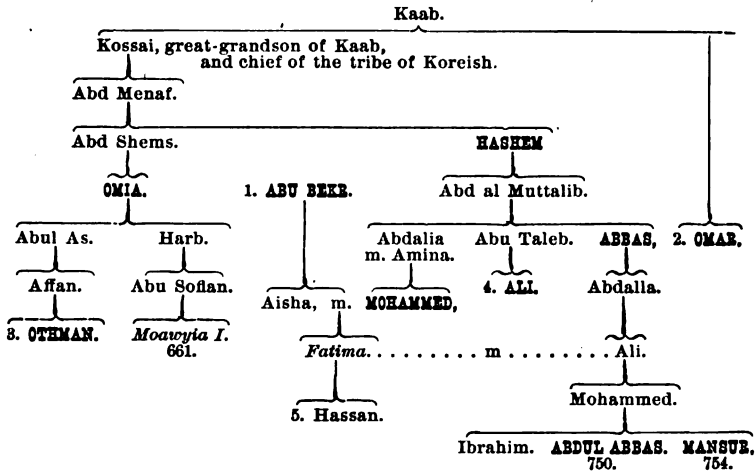 Kaab.
Kossai, great-grandson of Kaab,
and chief of the tribe of Koreish.
Abd Menaf.
Abd Shems. HASHEM
OMIA. 1. ABU BEKR. Abd al Muttalib.
Abul As. Harb. Abdalia Abu Taleb. ABBAS, 2. OMAR.
m. Amina.
Affan. Abu Sofian. 4. ALI. Abdalla.
Aisha, m. MOHAMMED,
3. OTHMAN. Moawyia I.
661. Fatima. . . . . . . . . m . . . . . . . . Ali.
Mohammed.
5. Hassan.
Ibrahim. ABDUL ABBAS. MANSUR.
750. 754.